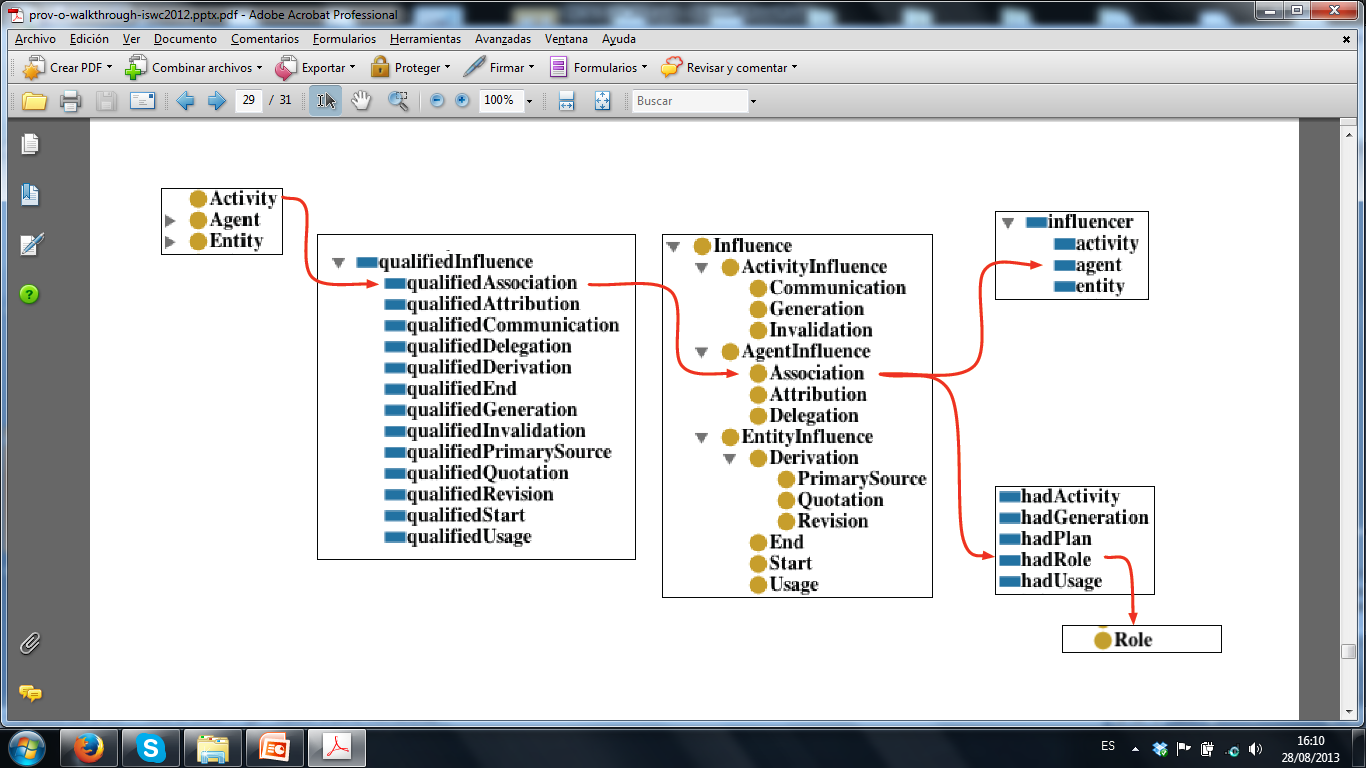 prov-o-walkthrough-iswc2012.pptx.pdf - Adobe Acrobat Professional
Archivo Edición Ver Documento Comentarios Formularios Herramientas Avanzadas Ventana Ayuda
Crear PDF Combinar archivos Exportar Proteger Firmar Formularios Revisar y comentar
29 / 31 100% Buscar
Activity
Agent
Entity
qualifiedInfluence
qualifiedAssociation
qualifiedAttribution
qualifiedCommunication
qualifiedDelegation
qualifiedDerivation
qualifiedEnd
qualifiedGeneration
qualifiedInvalidation
qualifiedPrimarySource
qualifiedQuotation
qualifiedRevision
qualifiedStart
qualifiedUsage
Influence
ActivityInfluence
Communication
Generation
Invalidation
AgentInfluence
Association
Attribution
Delegation
EntityInfluence
Derivation
PrimarySource
Quotation
Revision
End
Start
Usage
influencer
activity
agent
entity
hadActivity
hadGeneration
hadPlan
hadRole
hadUsage
Role
ES
16:10
28/08/2013